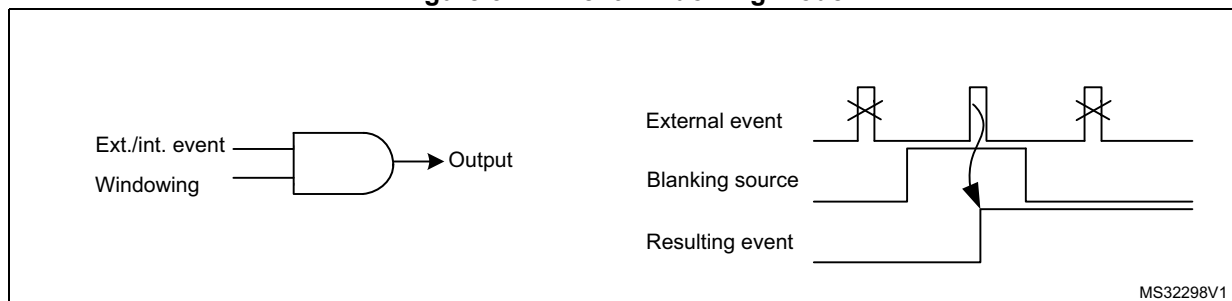 Ext./int. event
Windowing
Output
External event
Blanking source
Resulting event
MS32298V1